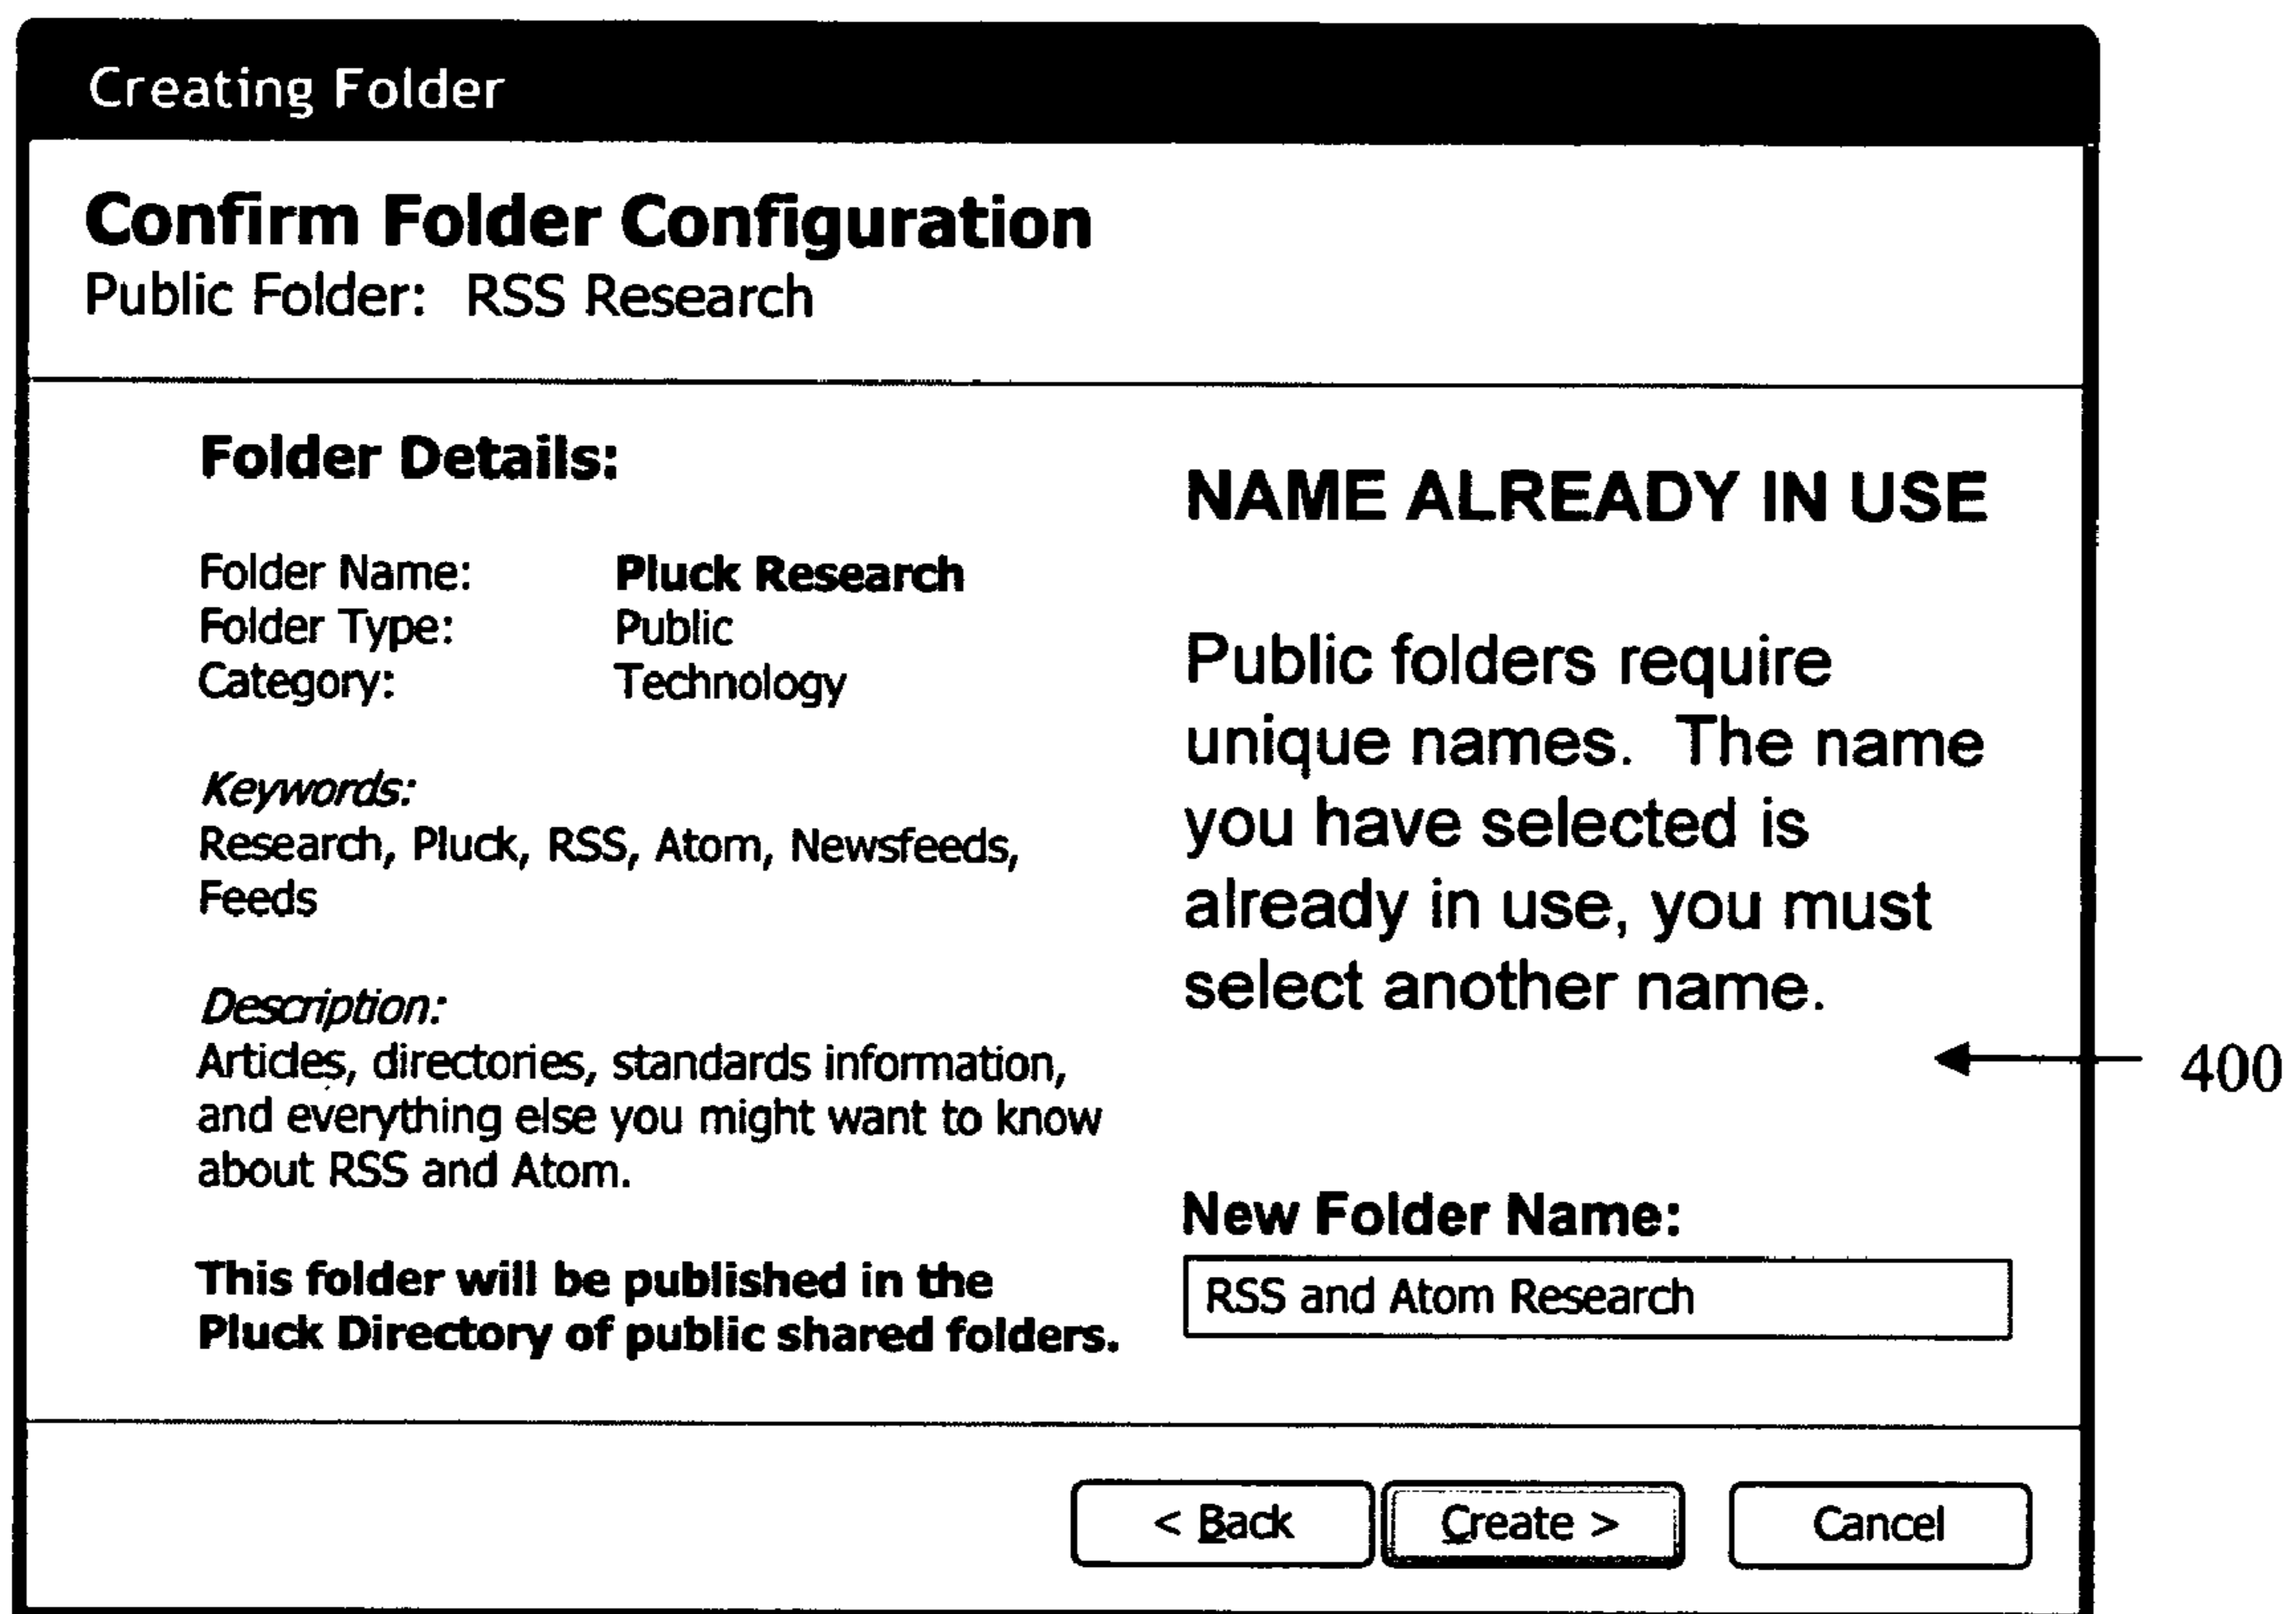 Creating Folder
Confirm Folder Configuration
Public Folder: RSS Research
Folder Details:
Folder Name: Pluck Research
Folder Type: Public
Category: Technology
Keywords:
Research, Pluck, RSS, Atom, Newsfeeds,
Feeds
Description:
Articles, directories, standards information,
and everything else you might want to know
about RSS and Atom.
This folder will be published in the
Pluck Directory of public shared folders.
NAME ALREADY IN USE
Public folders require
unique names. The name
you have selected is
already in use, you must
select another name.
400
New Folder Name:
RSS and Atom Research
< Back
Create >
Cancel